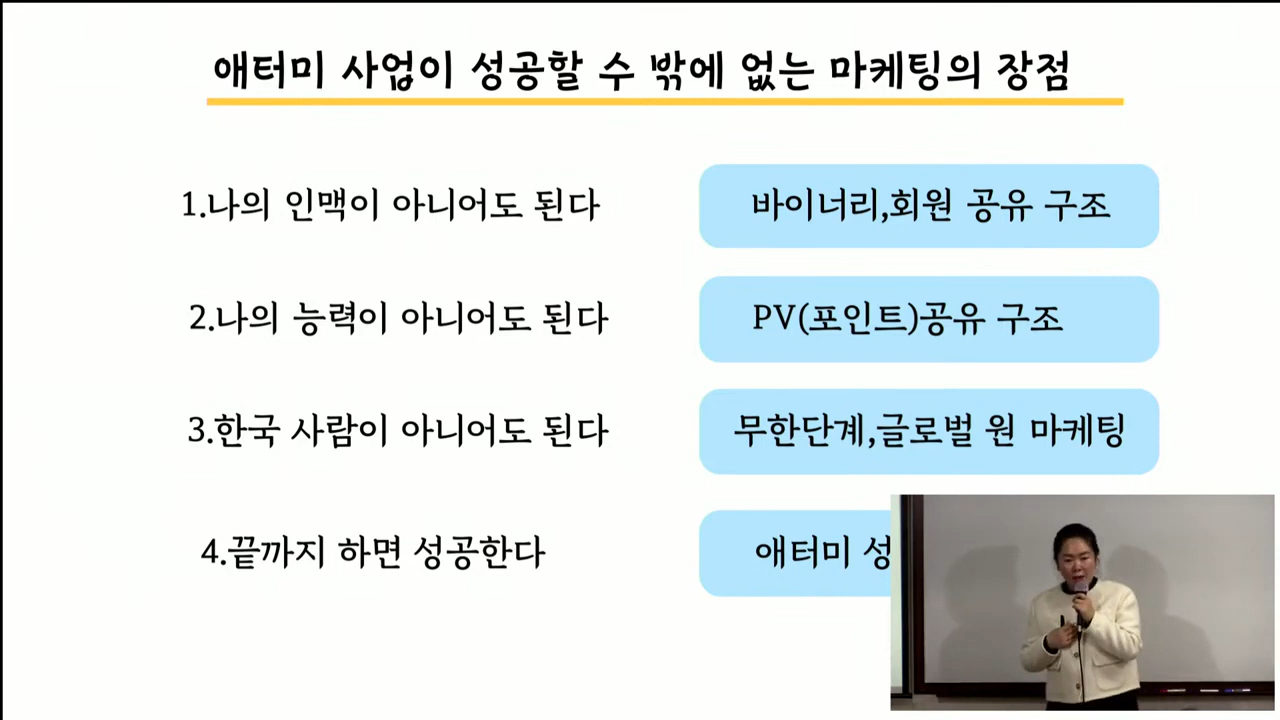 애터미 사업이 성공할 수 밖에 없는 마케팅의 장점
1.나의 인맥이 아니어도 된다
바이너리,회원 공유 구조
2.나의 능력이 아니어도 된다
PV(포인트)공유 구조
3.한국 사람이 아니어도 된다
무한단계,글로벌 원 마케팅
4.끝까지 하면 성공한다
애터미 성